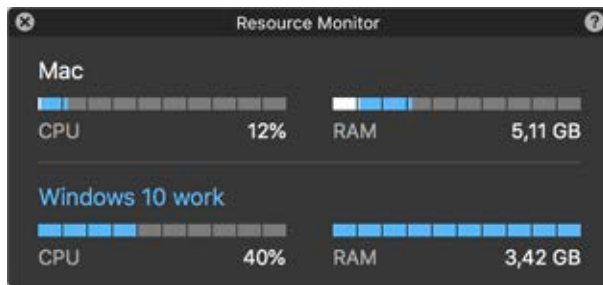 Resource Monitor
?
Mac
CPU 12% RAM 5,11 GB
Windows 10 work
CPU 40% RAM 3,42 GB